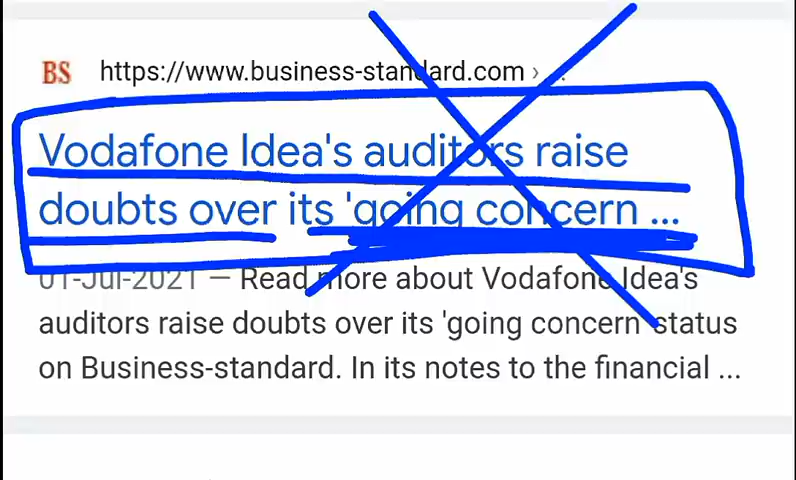 BS https://www.business-standard.com › ...
Vodafone Idea's auditors raise
doubts over its 'going concern ...
01-Jul-2021 — Read more about Vodafone Idea's
auditors raise doubts over its 'going concern' status
on Business-standard. In its notes to the financial ...